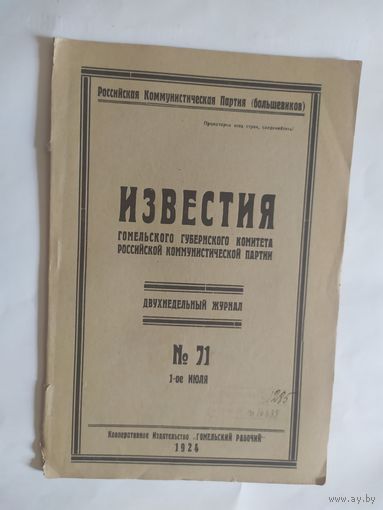 Российская Коммунистическая Партия (большевиков)
Пролетарии всех стран, соединяйтесь!
ИЗВЕСТИЯ
ГОМЕЛЬСКОГО ГУБЕРНСКОГО КОМИТЕТА
РОССИЙСКОЙ КОММУНИСТИЧЕСКОЙ ПАРТИИ
ДВУХНЕДЕЛЬНЫЙ ЖУРНАЛ
№ 71
1-ое ИЮЛЯ
285
Кооперативное Издательство „ГОМЕЛЬСКИЙ РАБОЧИЙ"
1924
ay.by